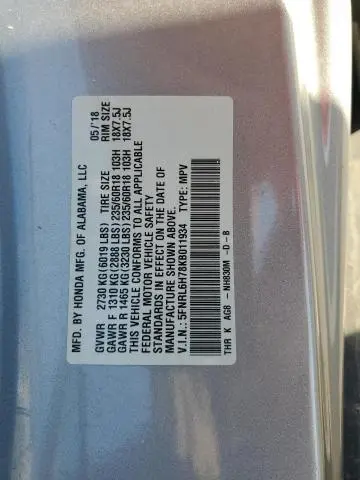 MFD. BY HONDA MFG. OF ALABAMA, LLC 05/'18
GVWR 2730 KG(6019 LBS) TIRE SIZE RIM SIZE
GAWR F 1310 KG(2888 LBS) 235/60R18 103H 18X7.5J
GAWR R 1465 KG(3230 LBS) 235/60R18 103H 18X7.5J
THIS VEHICLE CONFORMS TO ALL APPLICABLE
FEDERAL MOTOR VEHICLE SAFETY
STANDARDS IN EFFECT ON THE DATE OF
MANUFACTURE SHOWN ABOVE.
V.I.N.: 5FNRL6H78KB011934 TYPE: MPV
THR K AG8 - NH830M - D - B